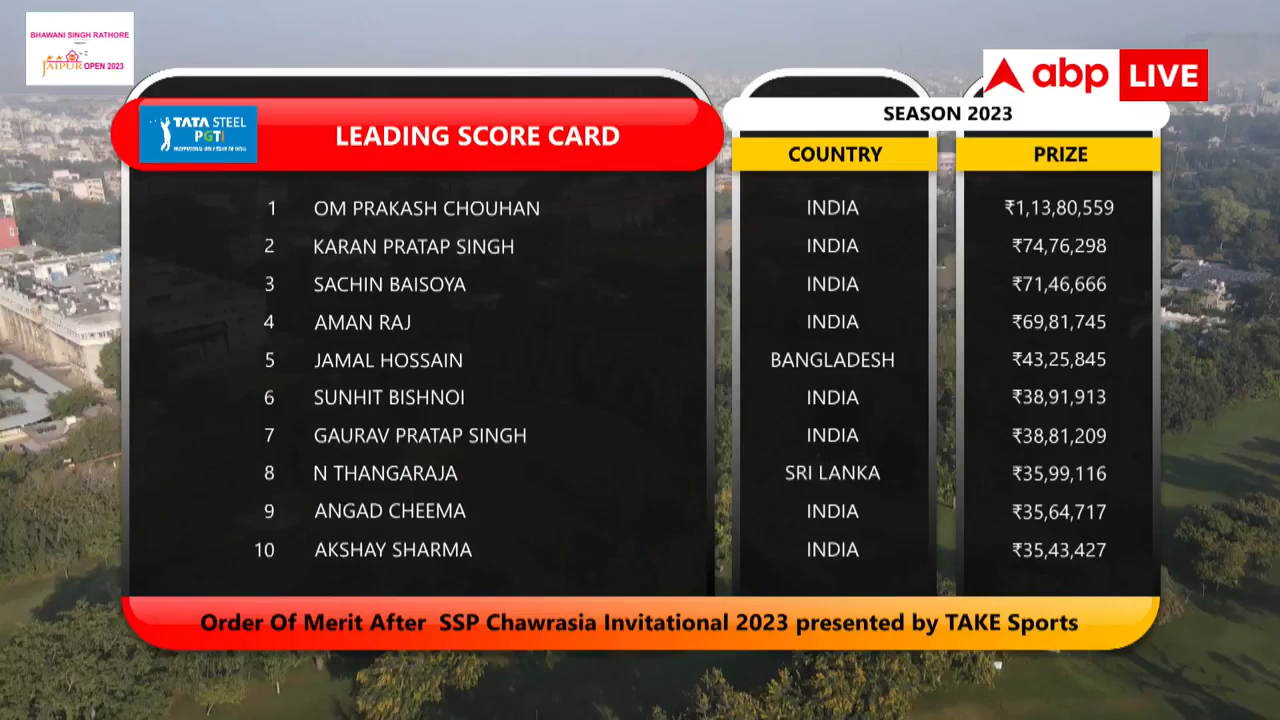 BHAWANI SINGH RATHORE
JAIPUR OPEN 2023
abp LIVE
TATA STEEL
PGTI
LEADING SCORE CARD
SEASON 2023
COUNTRY PRIZE
1 OM PRAKASH CHOUHAN INDIA ₹1,13,80,559
2 KARAN PRATAP SINGH INDIA ₹74,76,298
3 SACHIN BAISOYA INDIA ₹71,46,666
4 AMAN RAJ INDIA ₹69,81,745
5 JAMAL HOSSAIN BANGLADESH ₹43,25,845
6 SUNHIT BISHNOI INDIA ₹38,91,913
7 GAURAV PRATAP SINGH INDIA ₹38,81,209
8 N THANGARAJA SRI LANKA ₹35,99,116
9 ANGAD CHEEMA INDIA ₹35,64,717
10 AKSHAY SHARMA INDIA ₹35,43,427
Order Of Merit After SSP Chawrasia Invitational 2023 presented by TAKE Sports